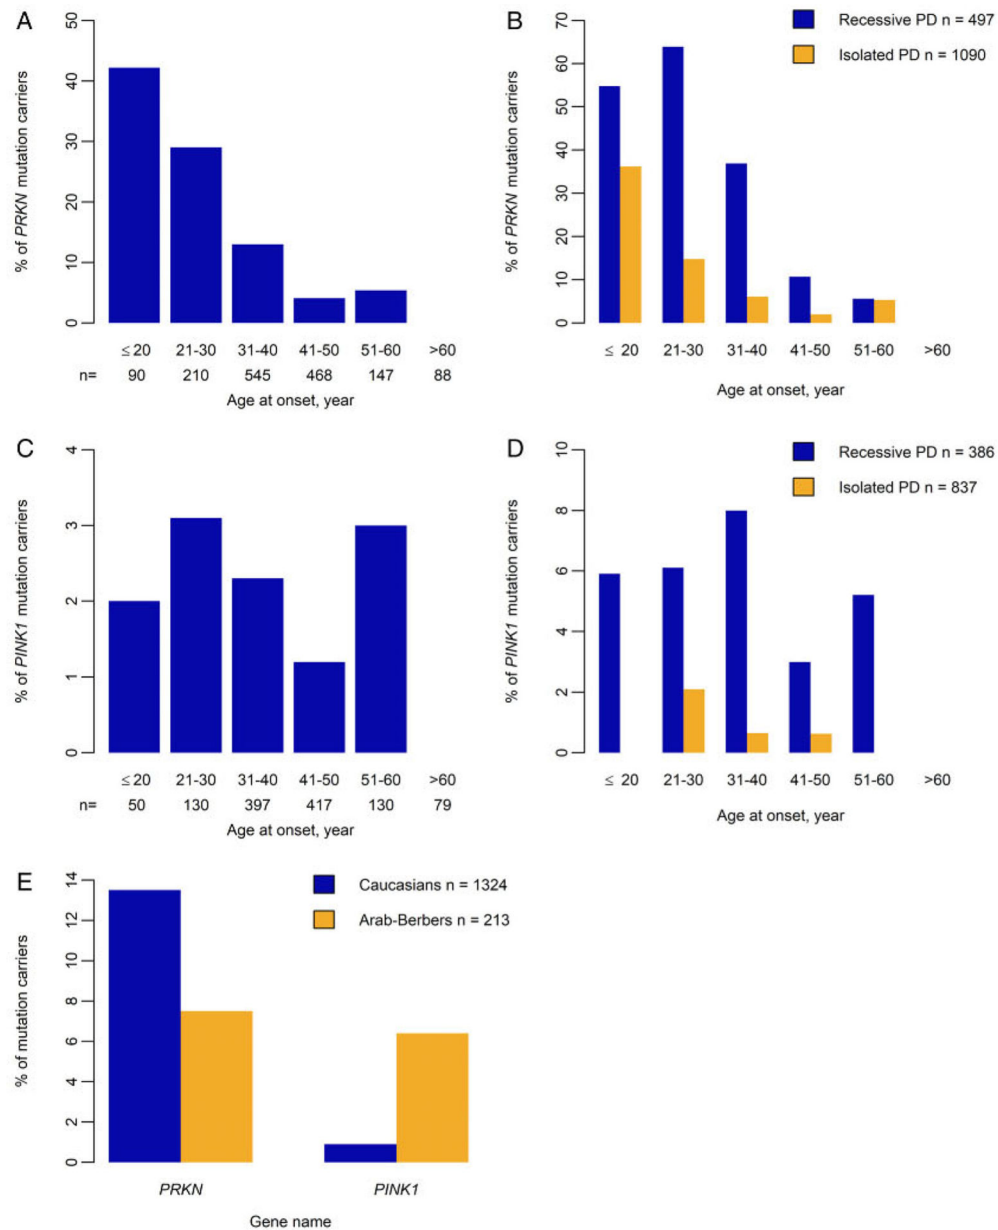 A
50
40
30
20
10
0
% of PRKN mutation carriers
≤ 20 21-30 31-40 41-50 51-60 >60
n= 90 210 545 468 147 88
Age at onset, year
B
70
60
50
40
30
20
10
0
% of PRKN mutation carriers
Recessive PD n = 497
Isolated PD n = 1090
≤ 20 21-30 31-40 41-50 51-60 >60
Age at onset, year
C
4
3
2
1
0
% of PINK1 mutation carriers
≤ 20 21-30 31-40 41-50 51-60 >60
n= 50 130 397 417 130 79
Age at onset, year
D
10
8
6
4
2
0
% of PINK1 mutation carriers
Recessive PD n = 386
Isolated PD n = 837
≤ 20 21-30 31-40 41-50 51-60 >60
Age at onset, year
E
14
12
10
8
6
4
2
0
% of mutation carriers
Caucasians n = 1324
Arab-Berbers n = 213
PRKN PINK1
Gene name